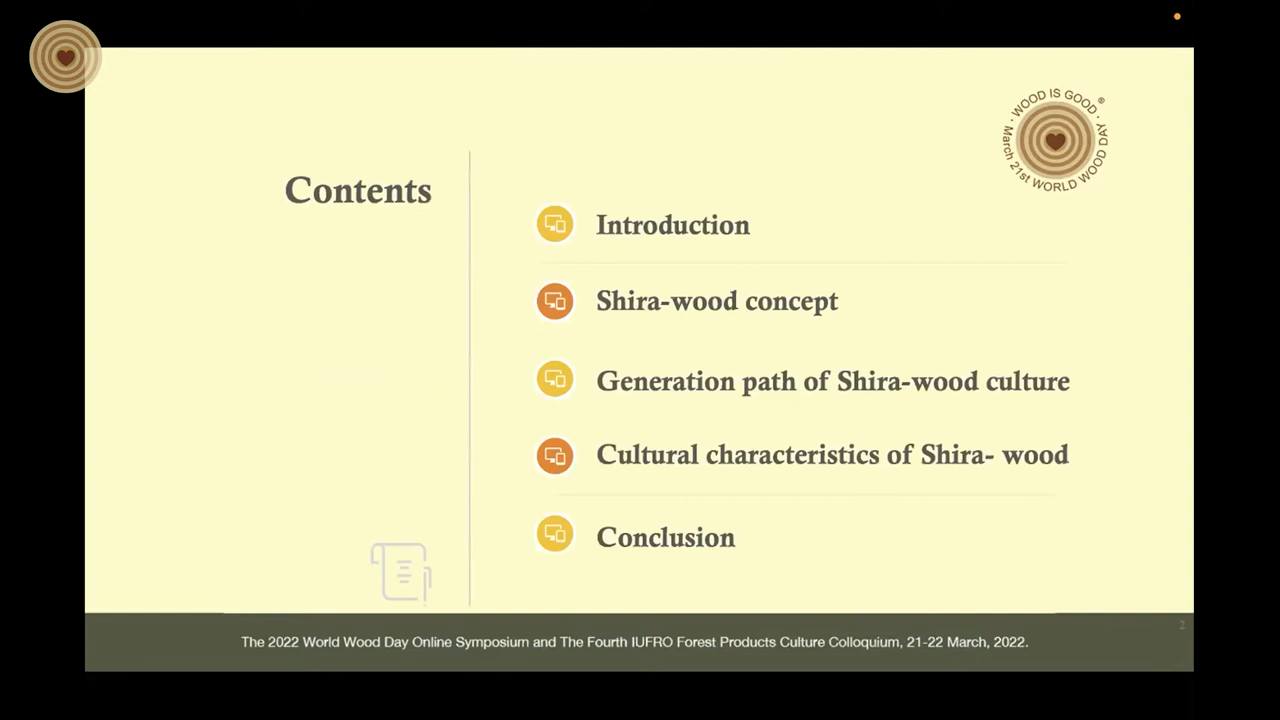 · WOOD IS GOOD · ®
March 21st WORLD WOOD DAY
Contents
Introduction
Shira-wood concept
Generation path of Shira-wood culture
Cultural characteristics of Shira- wood
Conclusion
2
The 2022 World Wood Day Online Symposium and The Fourth IUFRO Forest Products Culture Colloquium, 21-22 March, 2022.